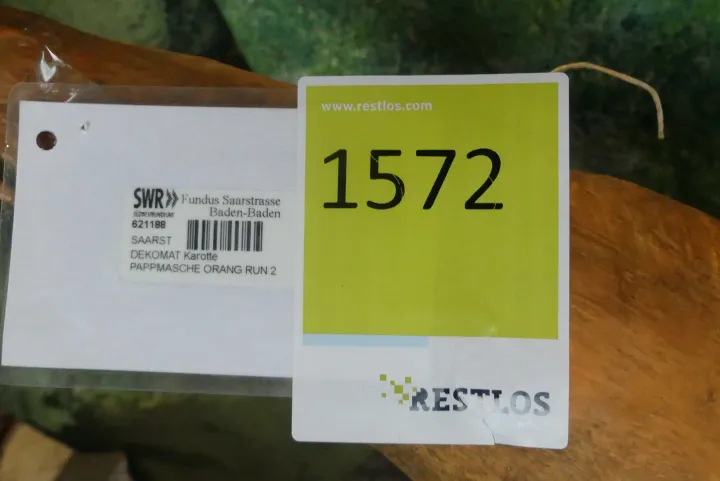 www.restlos.com
1572
SWR Fundus Saarstrasse
Baden-Baden
621188
SAARST
DEKOMAT Karotte
PAPPMASCHE ORANG RUN 2
RESTLOS